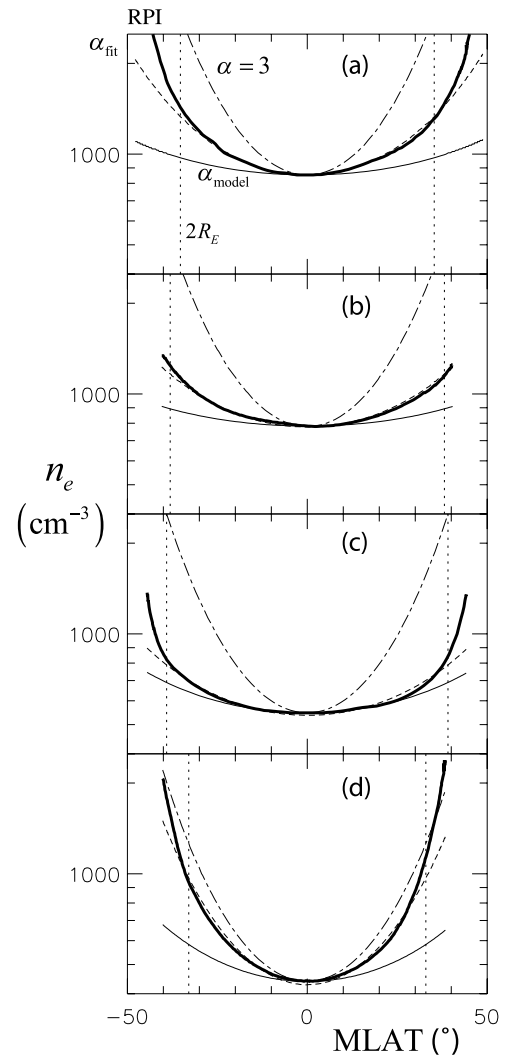 RPI
α_fit
α = 3
(a)
1000
α_model
2R_E
(b)
1000
n_e
(cm⁻³)
(c)
1000
(d)
1000
−50
0
50
MLAT (°)